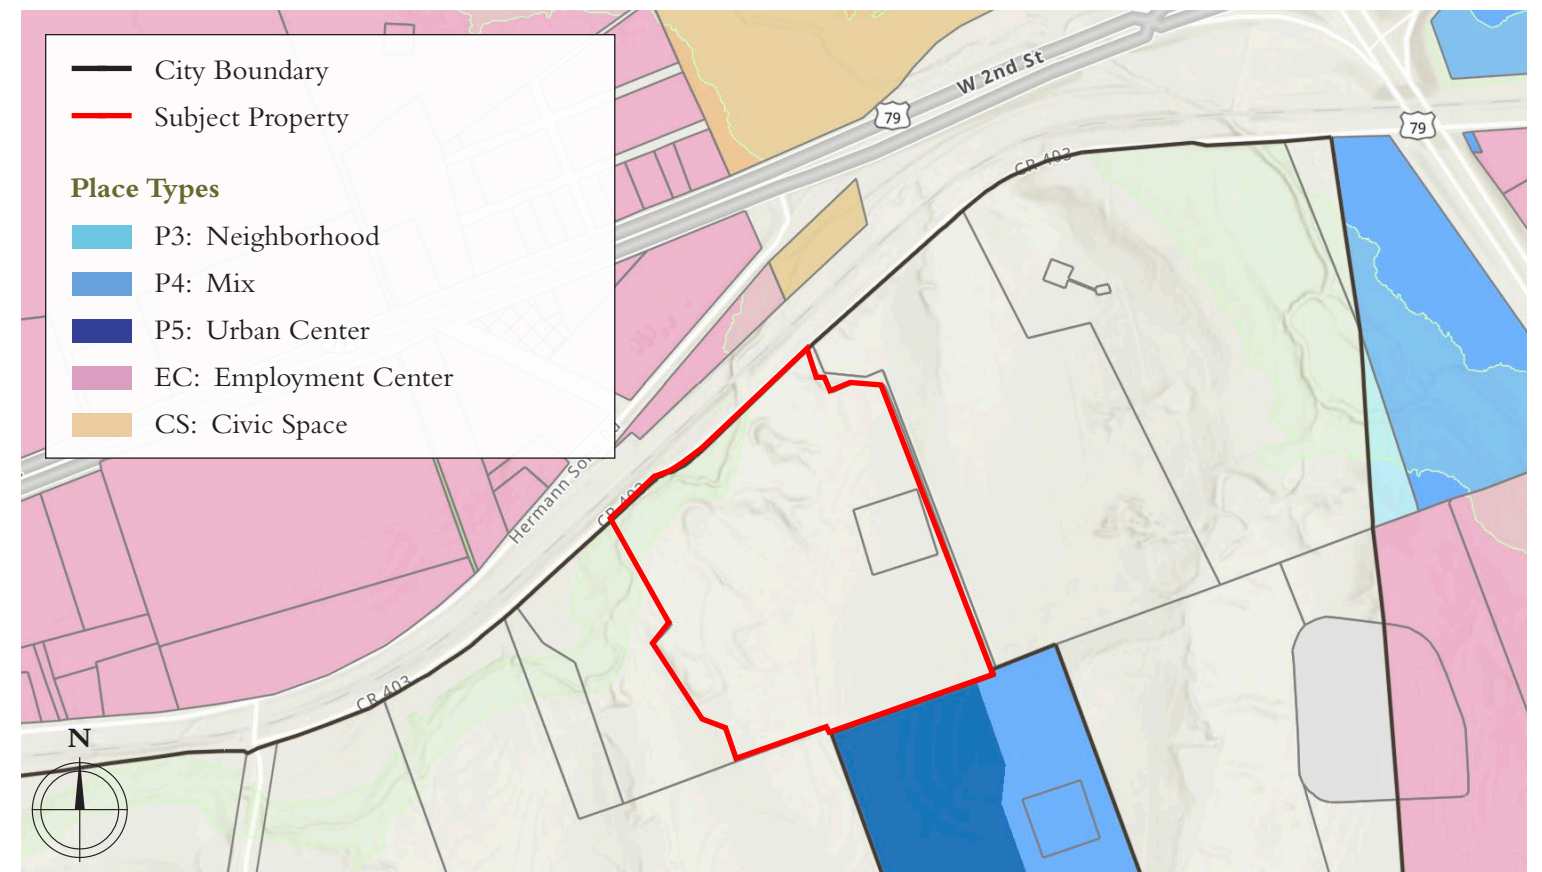 City Boundary
Subject Property
Place Types
P3: Neighborhood
P4: Mix
P5: Urban Center
EC: Employment Center
CS: Civic Space
W 2nd St
79
79
CR 403
CR 403
Hermann
CR 403
N